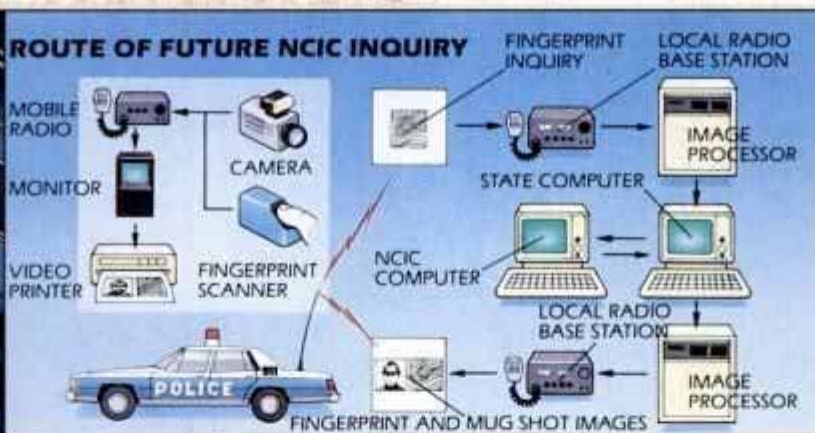 ROUTE OF FUTURE NCIC INQUIRY
MOBILE
RADIO
MONITOR
VIDEO
PRINTER
CAMERA
FINGERPRINT
SCANNER
POLICE
FINGERPRINT
INQUIRY
LOCAL RADIO
BASE STATION
IMAGE
PROCESSOR
STATE COMPUTER
NCIC
COMPUTER
LOCAL RADIO
BASE STATION
IMAGE
PROCESSOR
FINGERPRINT AND MUG SHOT IMAGES